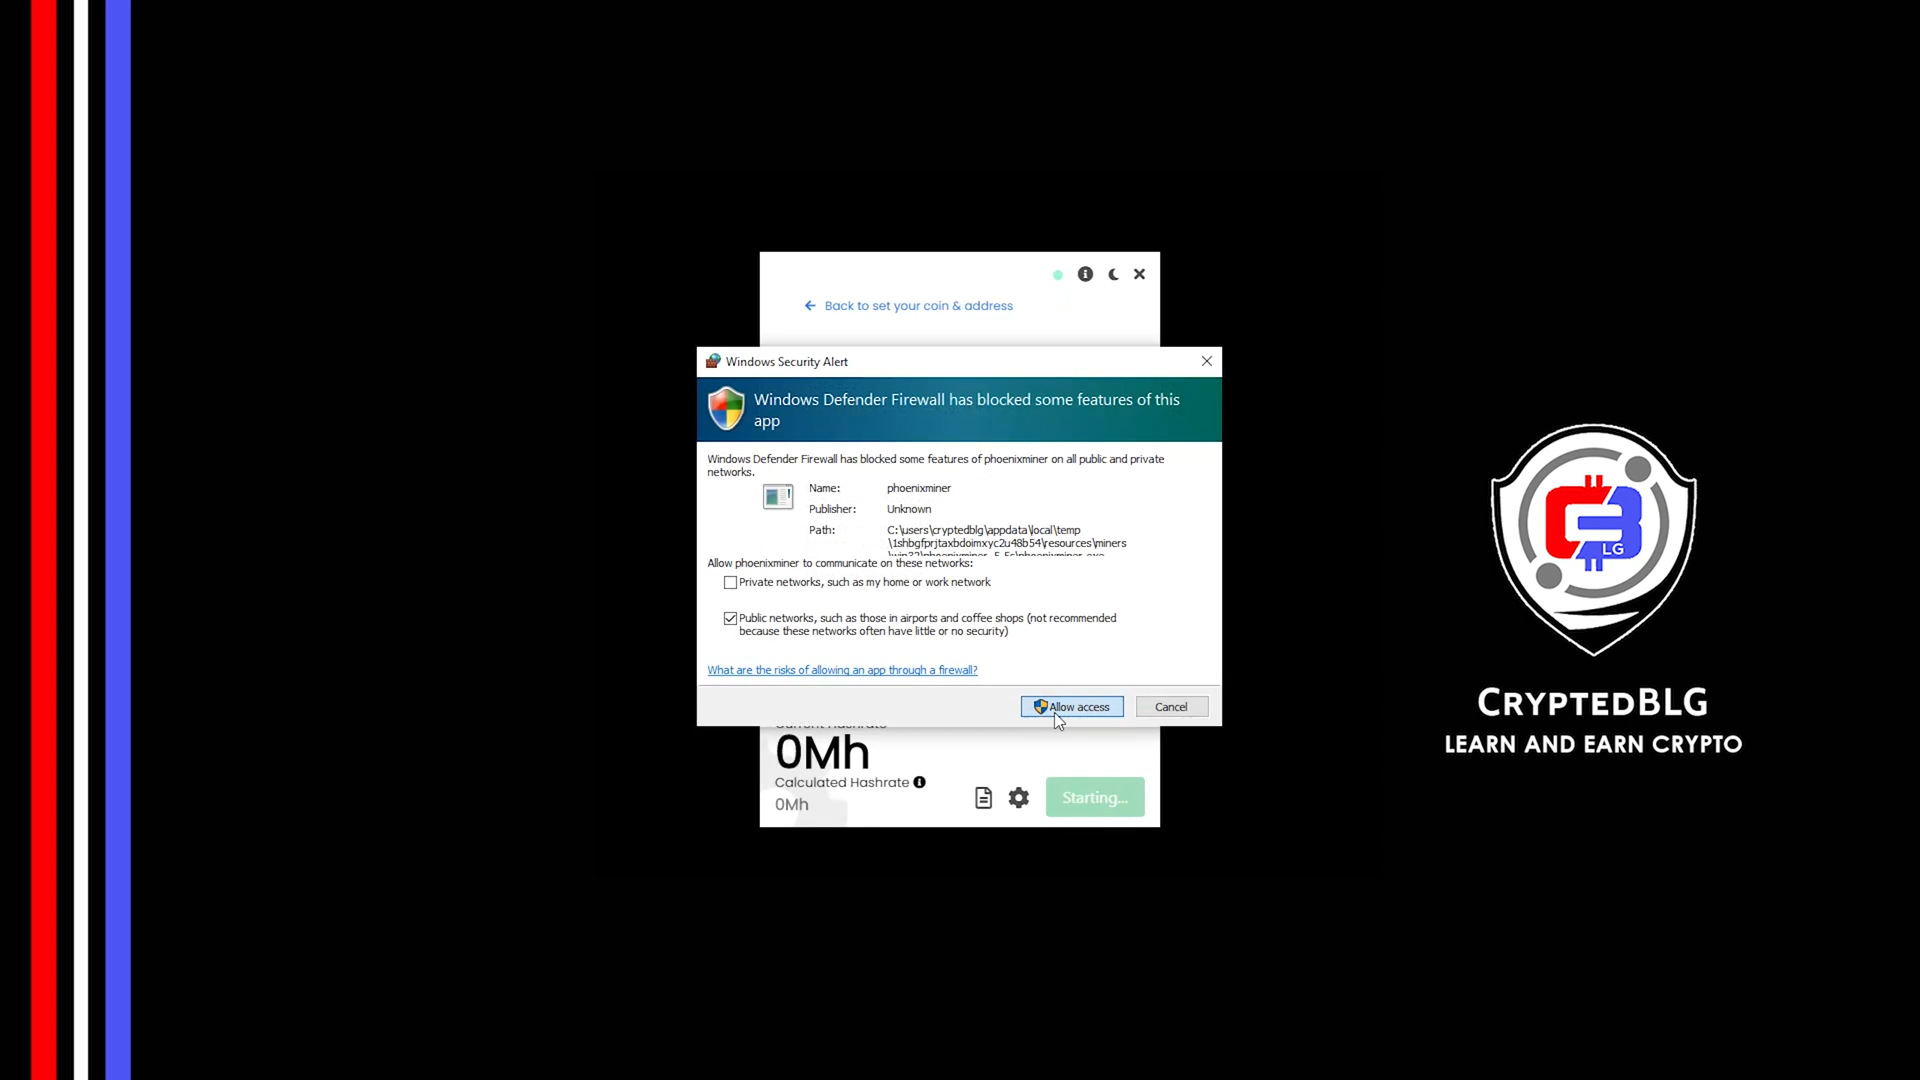 Back to set your coin & address
Windows Security Alert
Windows Defender Firewall has blocked some features of this
app
Windows Defender Firewall has blocked some features of phoenixminer on all public and private
networks.
Name: phoenixminer
Publisher: Unknown
Path: C:\users\cryptedblg\appdata\local\temp
\1shbgfprjtaxbdoimxyc2u48b54\resources\miners
Allow phoenixminer to communicate on these networks:
Private networks, such as my home or work network
Public networks, such as those in airports and coffee shops (not recommended
because these networks often have little or no security)
What are the risks of allowing an app through a firewall?
Allow access
Cancel
Current Hashrate
0Mh
Calculated Hashrate
0Mh
Starting...
CB
LG
CRYPTEDBLG
LEARN AND EARN CRYPTO